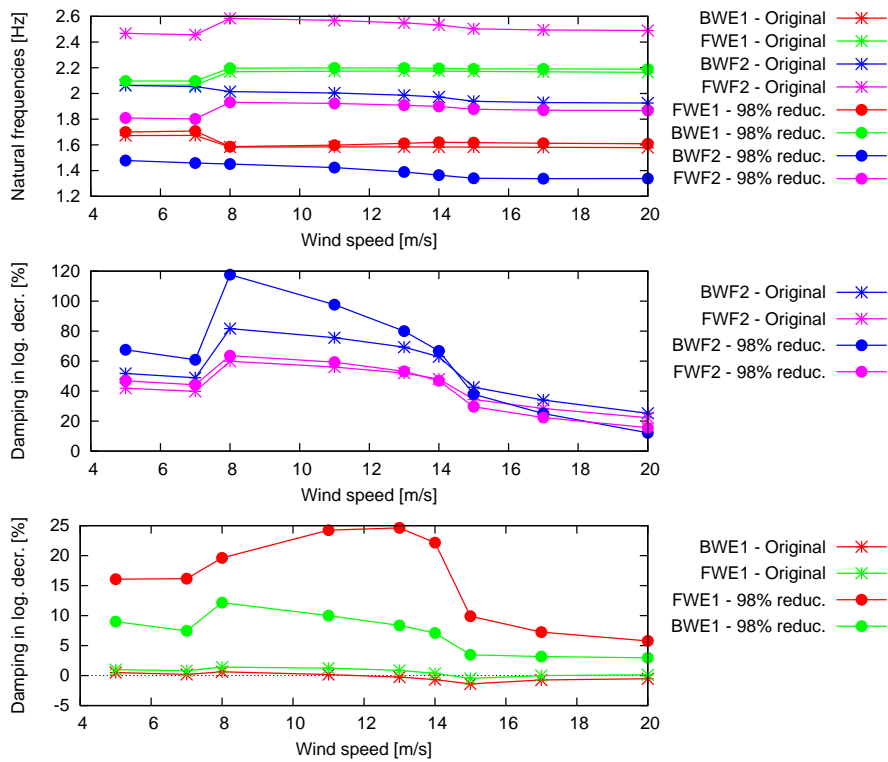 Natural frequencies [Hz]
2.6
2.4
2.2
2
1.8
1.6
1.4
1.2
4
6
8
10
12
14
16
18
20
Wind speed [m/s]
BWE1 - Original
FWE1 - Original
BWF2 - Original
FWF2 - Original
FWE1 - 98% reduc.
BWE1 - 98% reduc.
BWF2 - 98% reduc.
FWF2 - 98% reduc.
Damping in log. decr. [%]
120
100
80
60
40
20
0
4
6
8
10
12
14
16
18
20
Wind speed [m/s]
BWF2 - Original
FWF2 - Original
BWF2 - 98% reduc.
FWF2 - 98% reduc.
Damping in log. decr. [%]
25
20
15
10
5
0
-5
4
6
8
10
12
14
16
18
20
Wind speed [m/s]
BWE1 - Original
FWE1 - Original
FWE1 - 98% reduc.
BWE1 - 98% reduc.